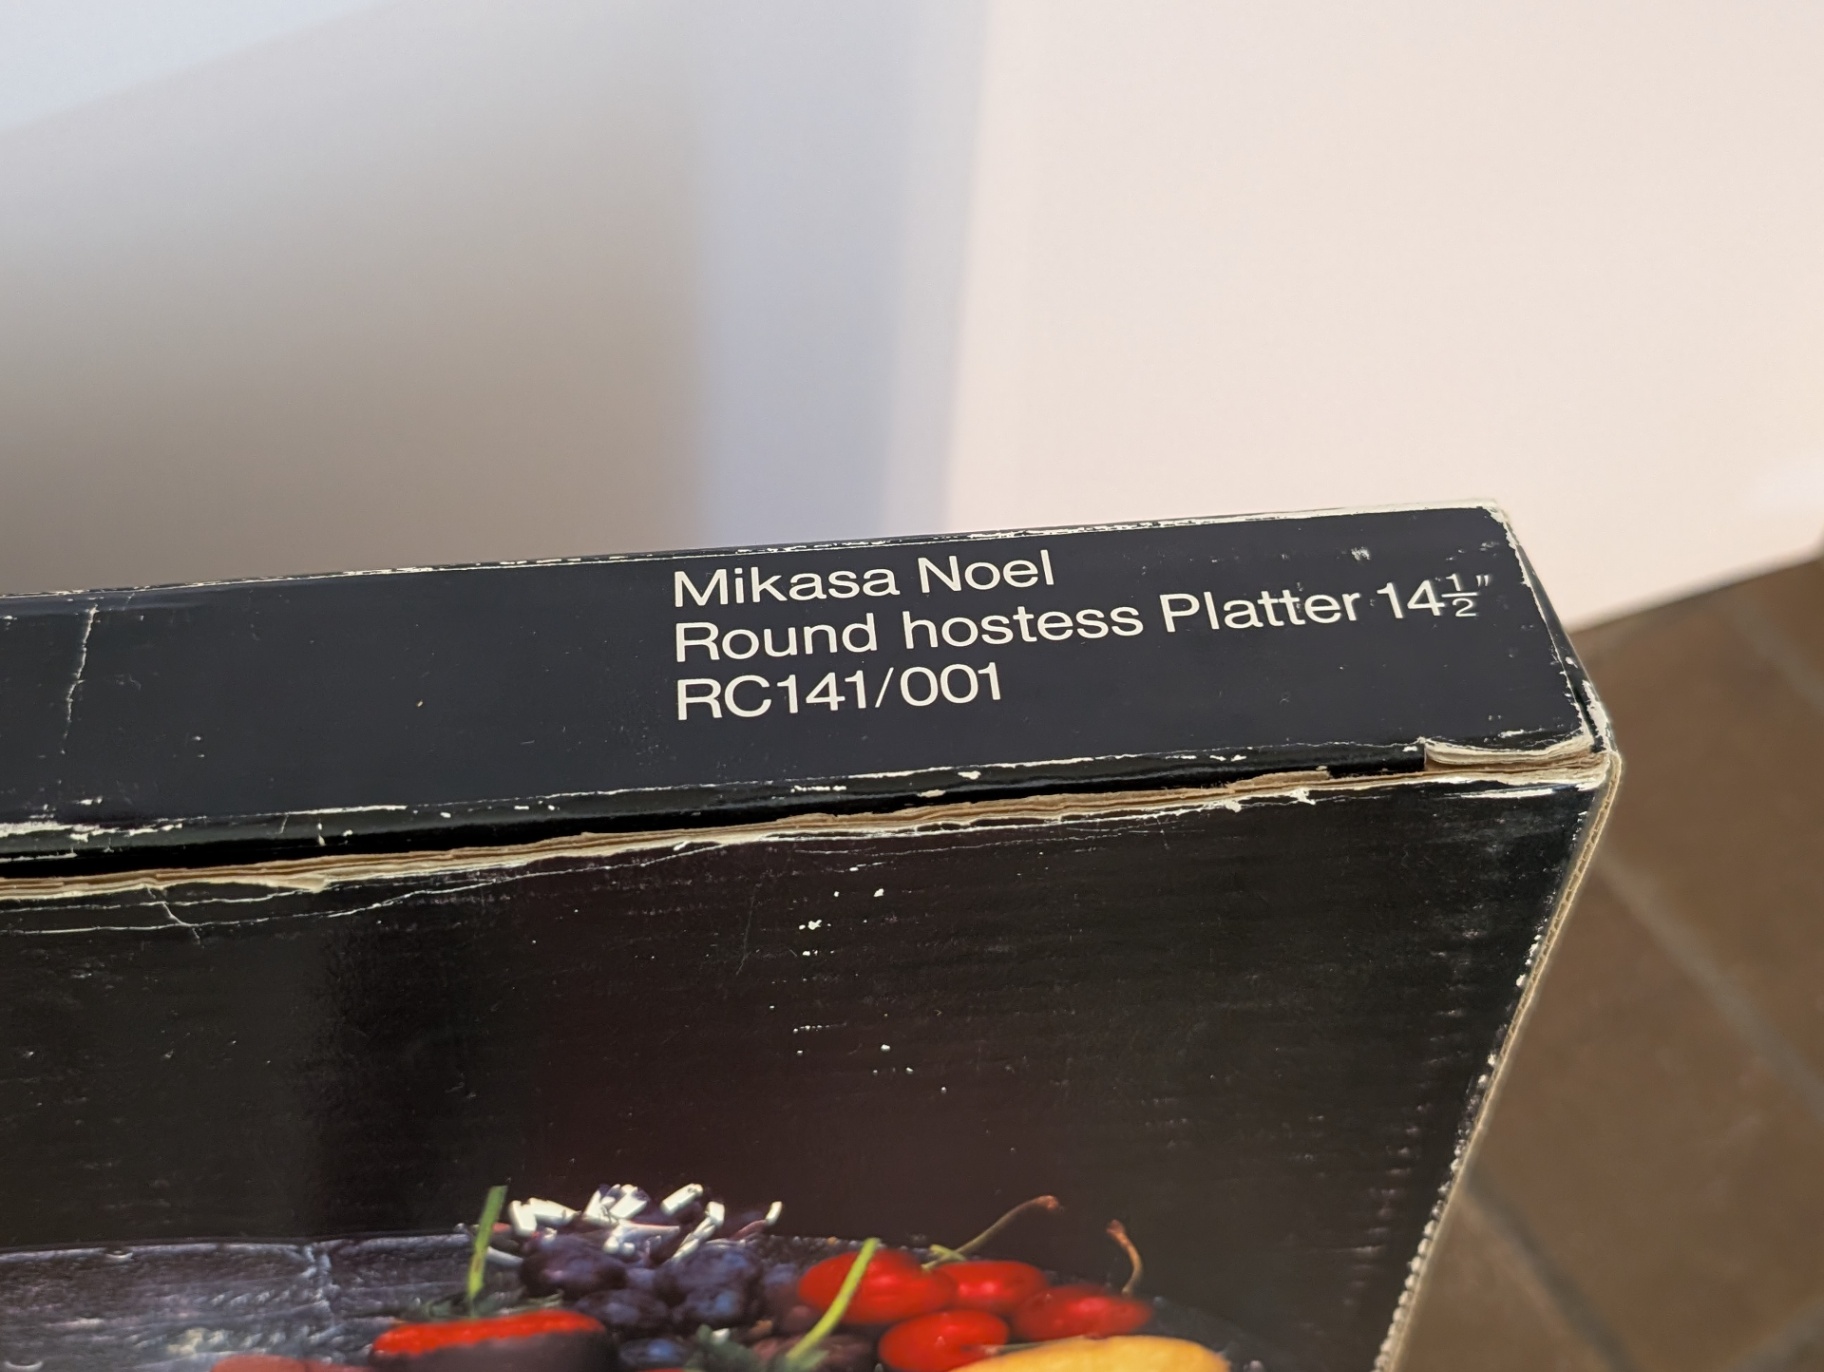 Mikasa Noel
Round hostess Platter 14½"
RC141/001